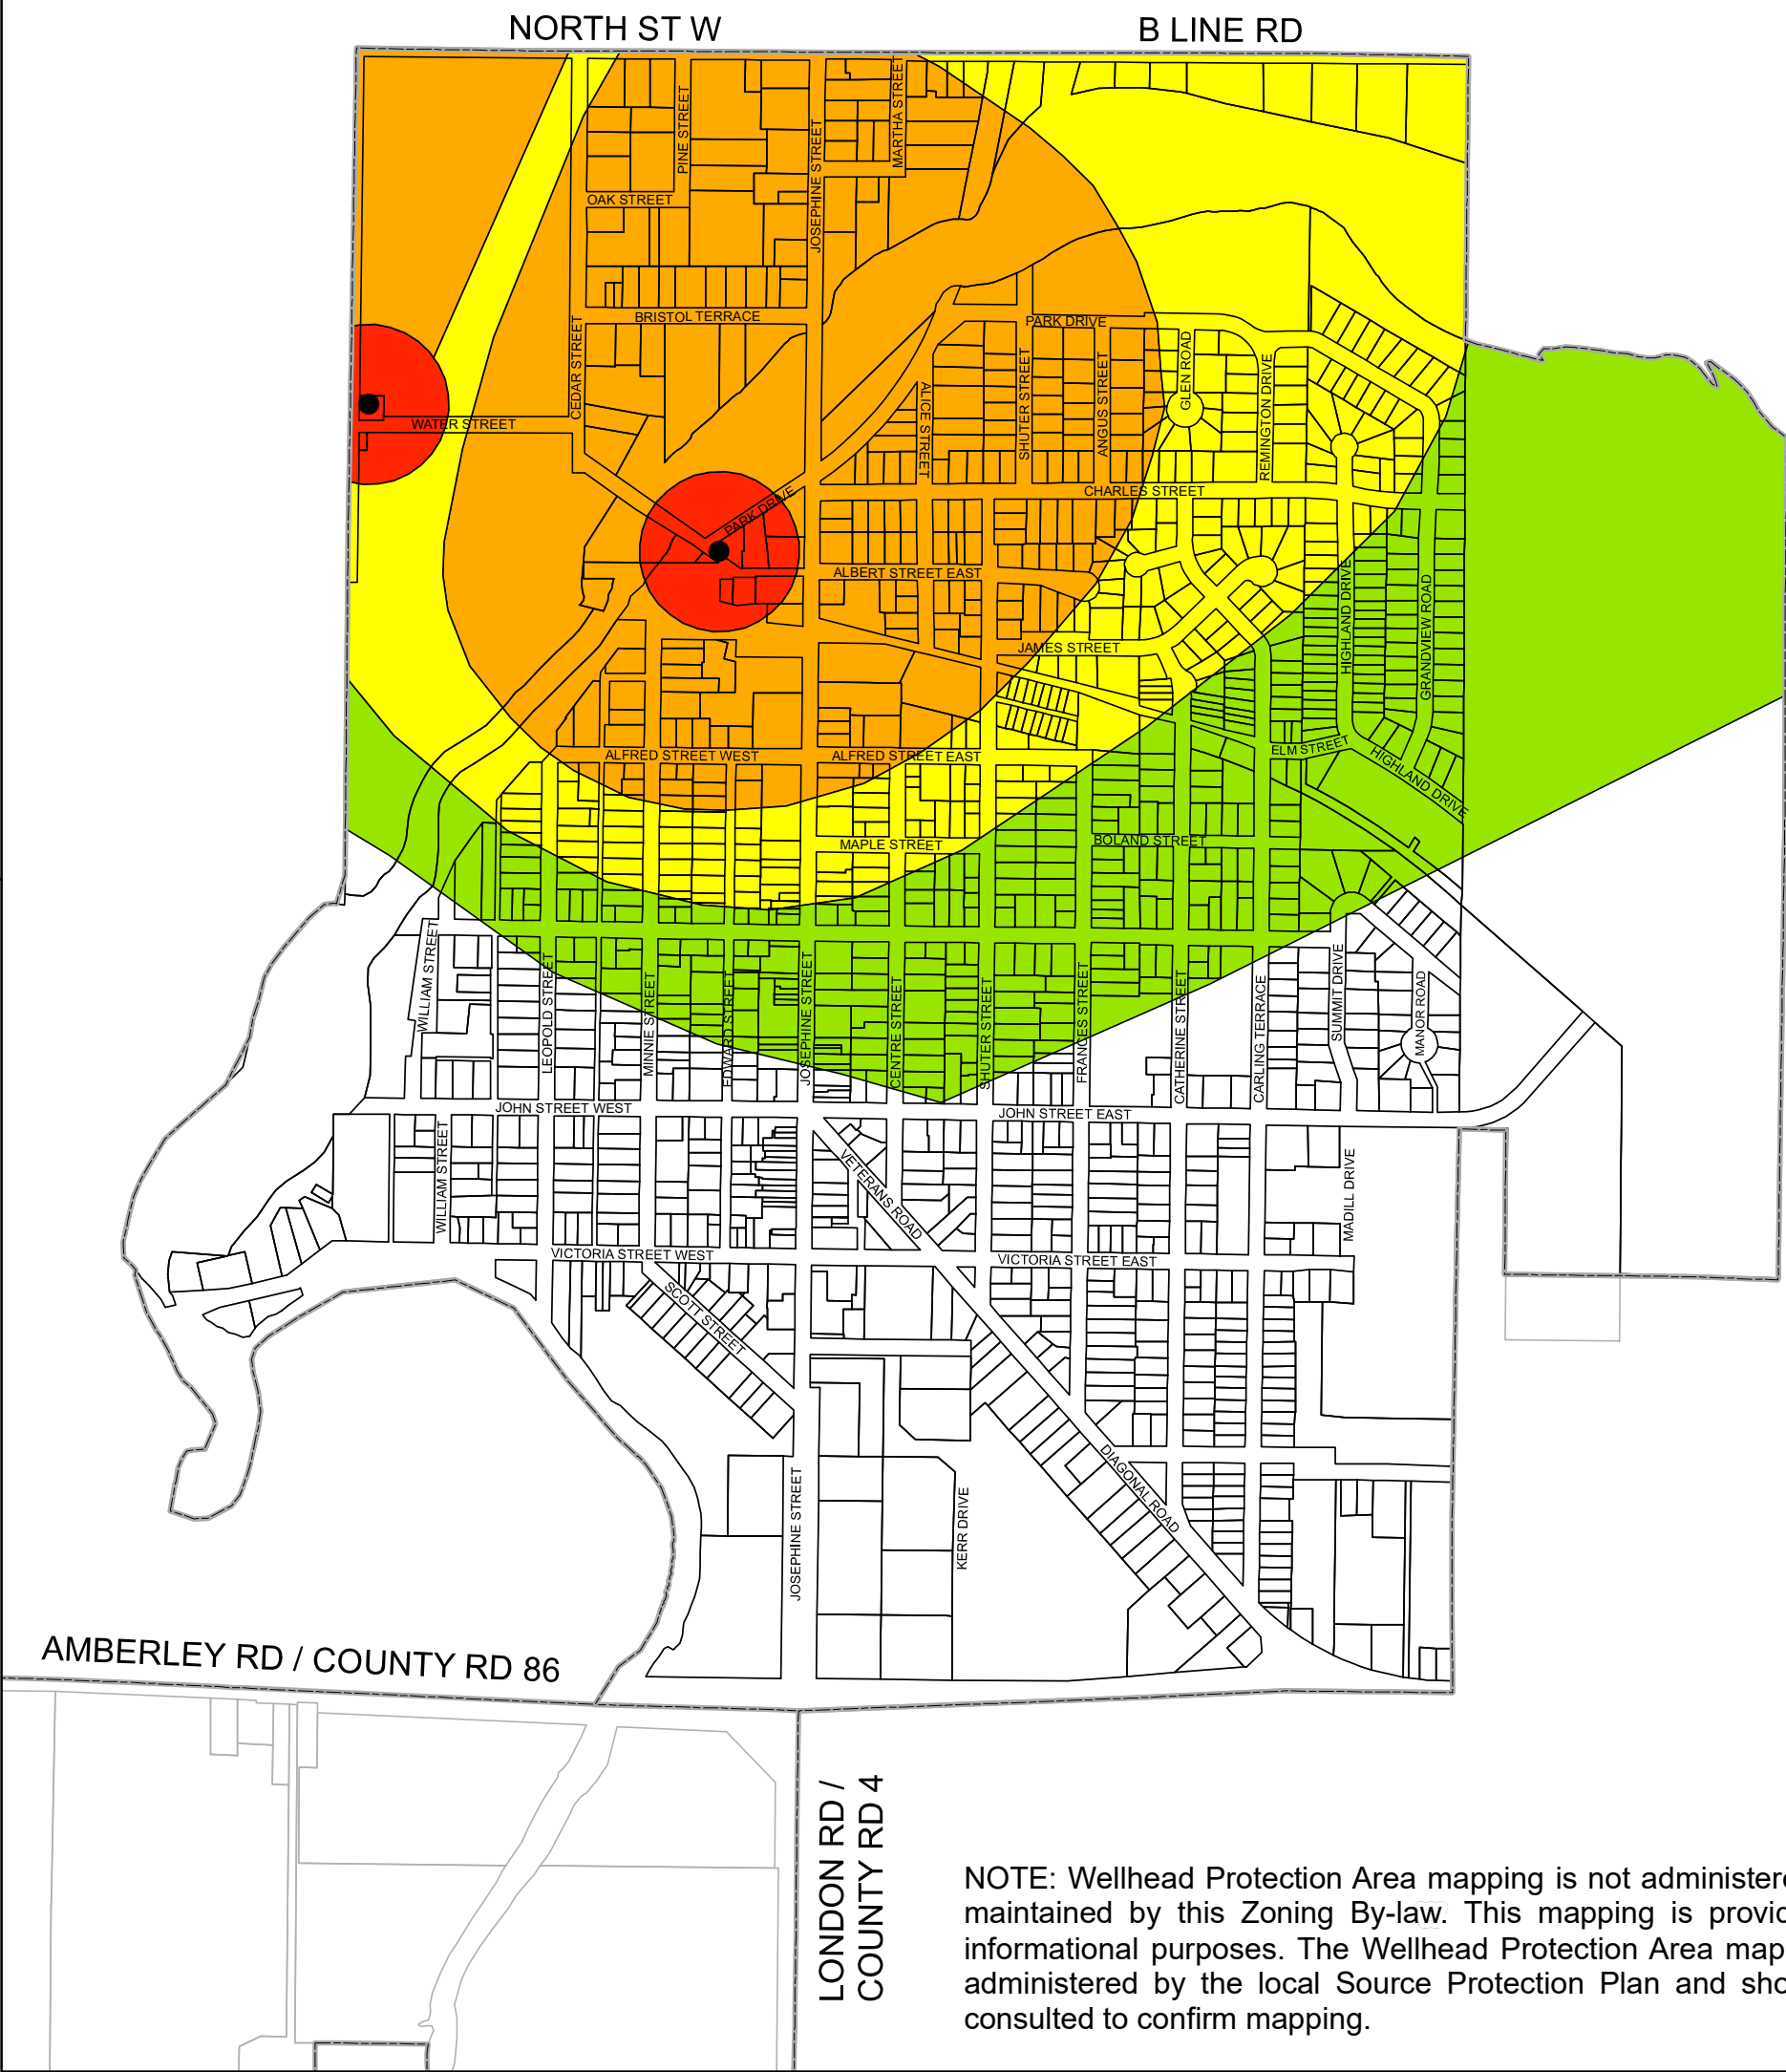 NORTH ST W
B LINE RD
PINE STREET
MARTHA STREET
JOSEPHINE STREET
OAK STREET
BRISTOL TERRACE
PARK DRIVE
CEDAR STREET
GLEN ROAD
REMINGTON DRIVE
SHUTER STREET
ANGUS STREET
ALICE STREET
WATER STREET
CHARLES STREET
PARK DRIVE
ALBERT STREET EAST
HIGHLAND DRIVE
GRANDVIEW ROAD
JAMES STREET
ALFRED STREET WEST
ALFRED STREET EAST
ELM STREET
HIGHLAND DRIVE
MAPLE STREET
BOLAND STREET
WILLIAM STREET
LEOPOLD STREET
MINNIE STREET
EDWARD STREET
JOSEPHINE STREET
CENTRE STREET
SHUTER STREET
FRANCES STREET
CATHERINE STREET
CARLING TERRACE
SUMMIT DRIVE
MANOR ROAD
JOHN STREET WEST
JOHN STREET EAST
WILLIAM STREET
VETERANS ROAD
MADILL DRIVE
VICTORIA STREET WEST
VICTORIA STREET EAST
SCOTT STREET
DIAGONAL ROAD
JOSEPHINE STREET
KERR DRIVE
AMBERLEY RD / COUNTY RD 86
LONDON RD /
COUNTY RD 4
NOTE: Wellhead Protection Area mapping is not administere
maintained by this Zoning By-law. This mapping is provid
informational purposes. The Wellhead Protection Area map
administered by the local Source Protection Plan and sho
consulted to confirm mapping.